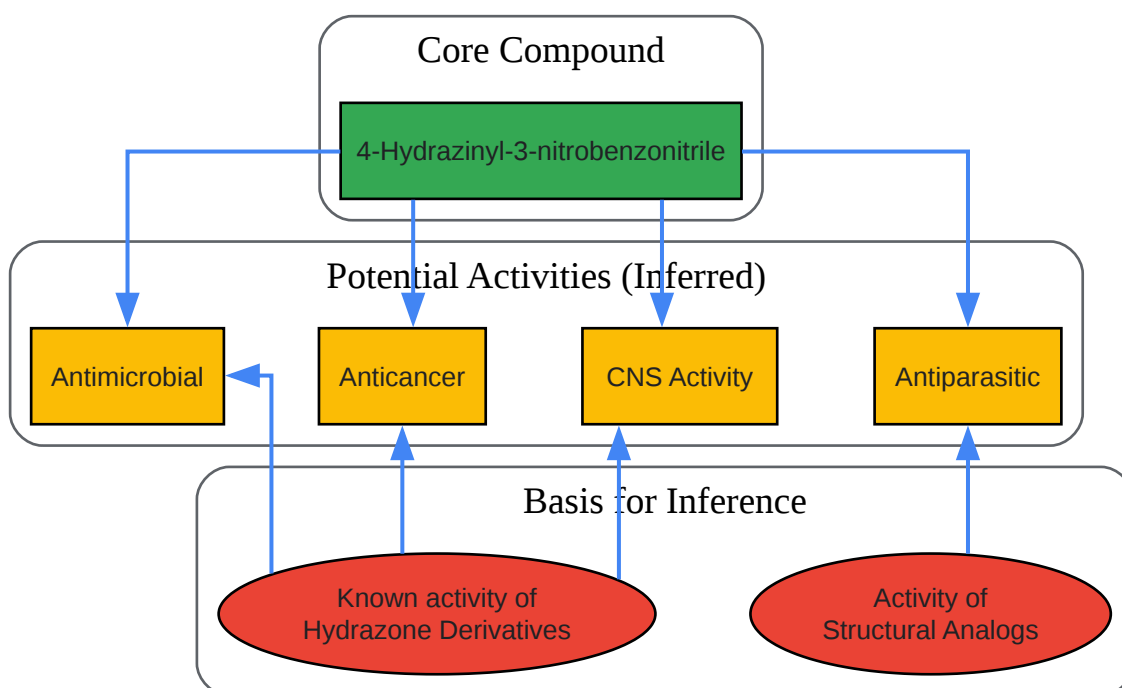 Core Compound
4-Hydrazinyl-3-nitrobenzonitrile
Potential Activities (Inferred)
Antimicrobial
Anticancer
CNS Activity
Antiparasitic
Basis for Inference
Known activity of
Hydrazone Derivatives
Activity of
Structural Analogs